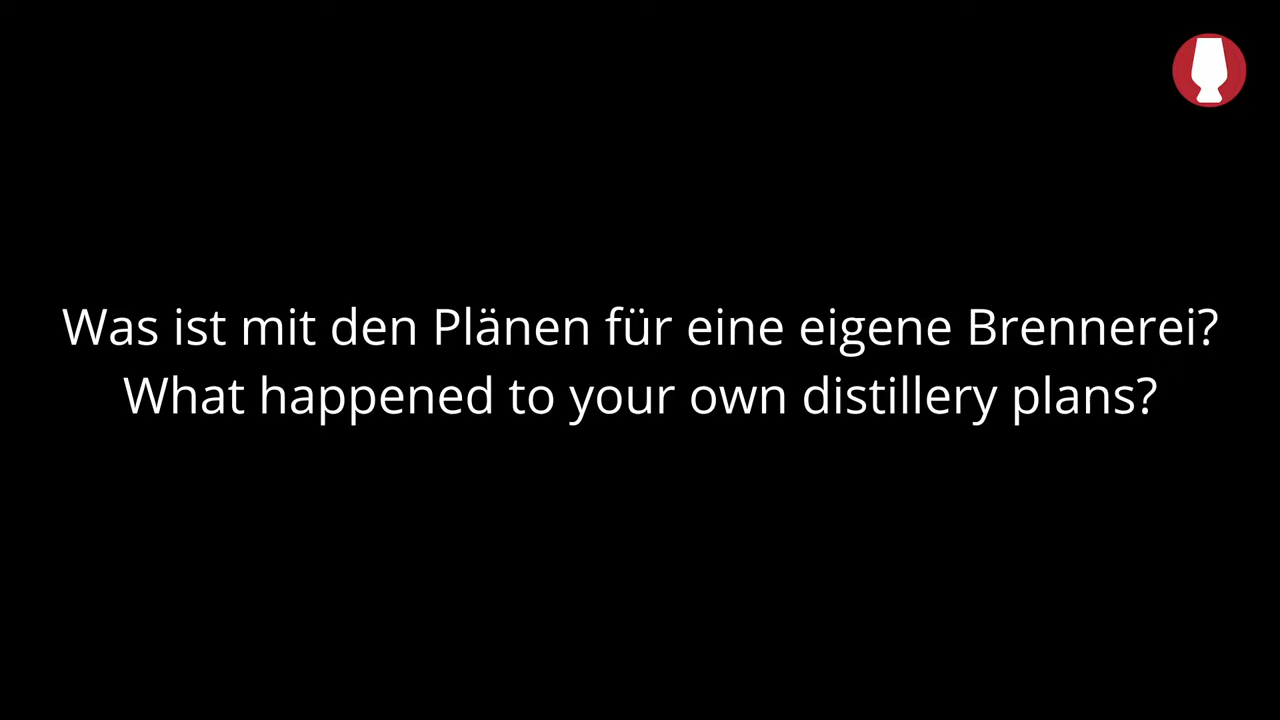 Was ist mit den Plänen für eine eigene Brennerei?
What happened to your own distillery plans?